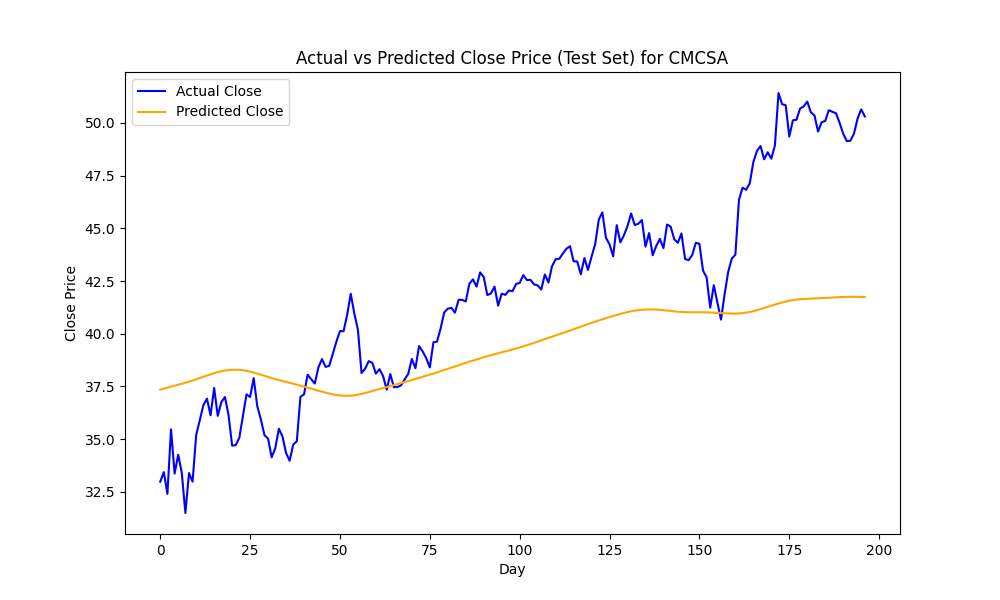 Actual vs Predicted Close Price (Test Set) for CMCSA
Actual Close
Predicted Close
Close Price
50.0
47.5
45.0
42.5
40.0
37.5
35.0
32.5
0 25 50 75 100 125 150 175 200
Day